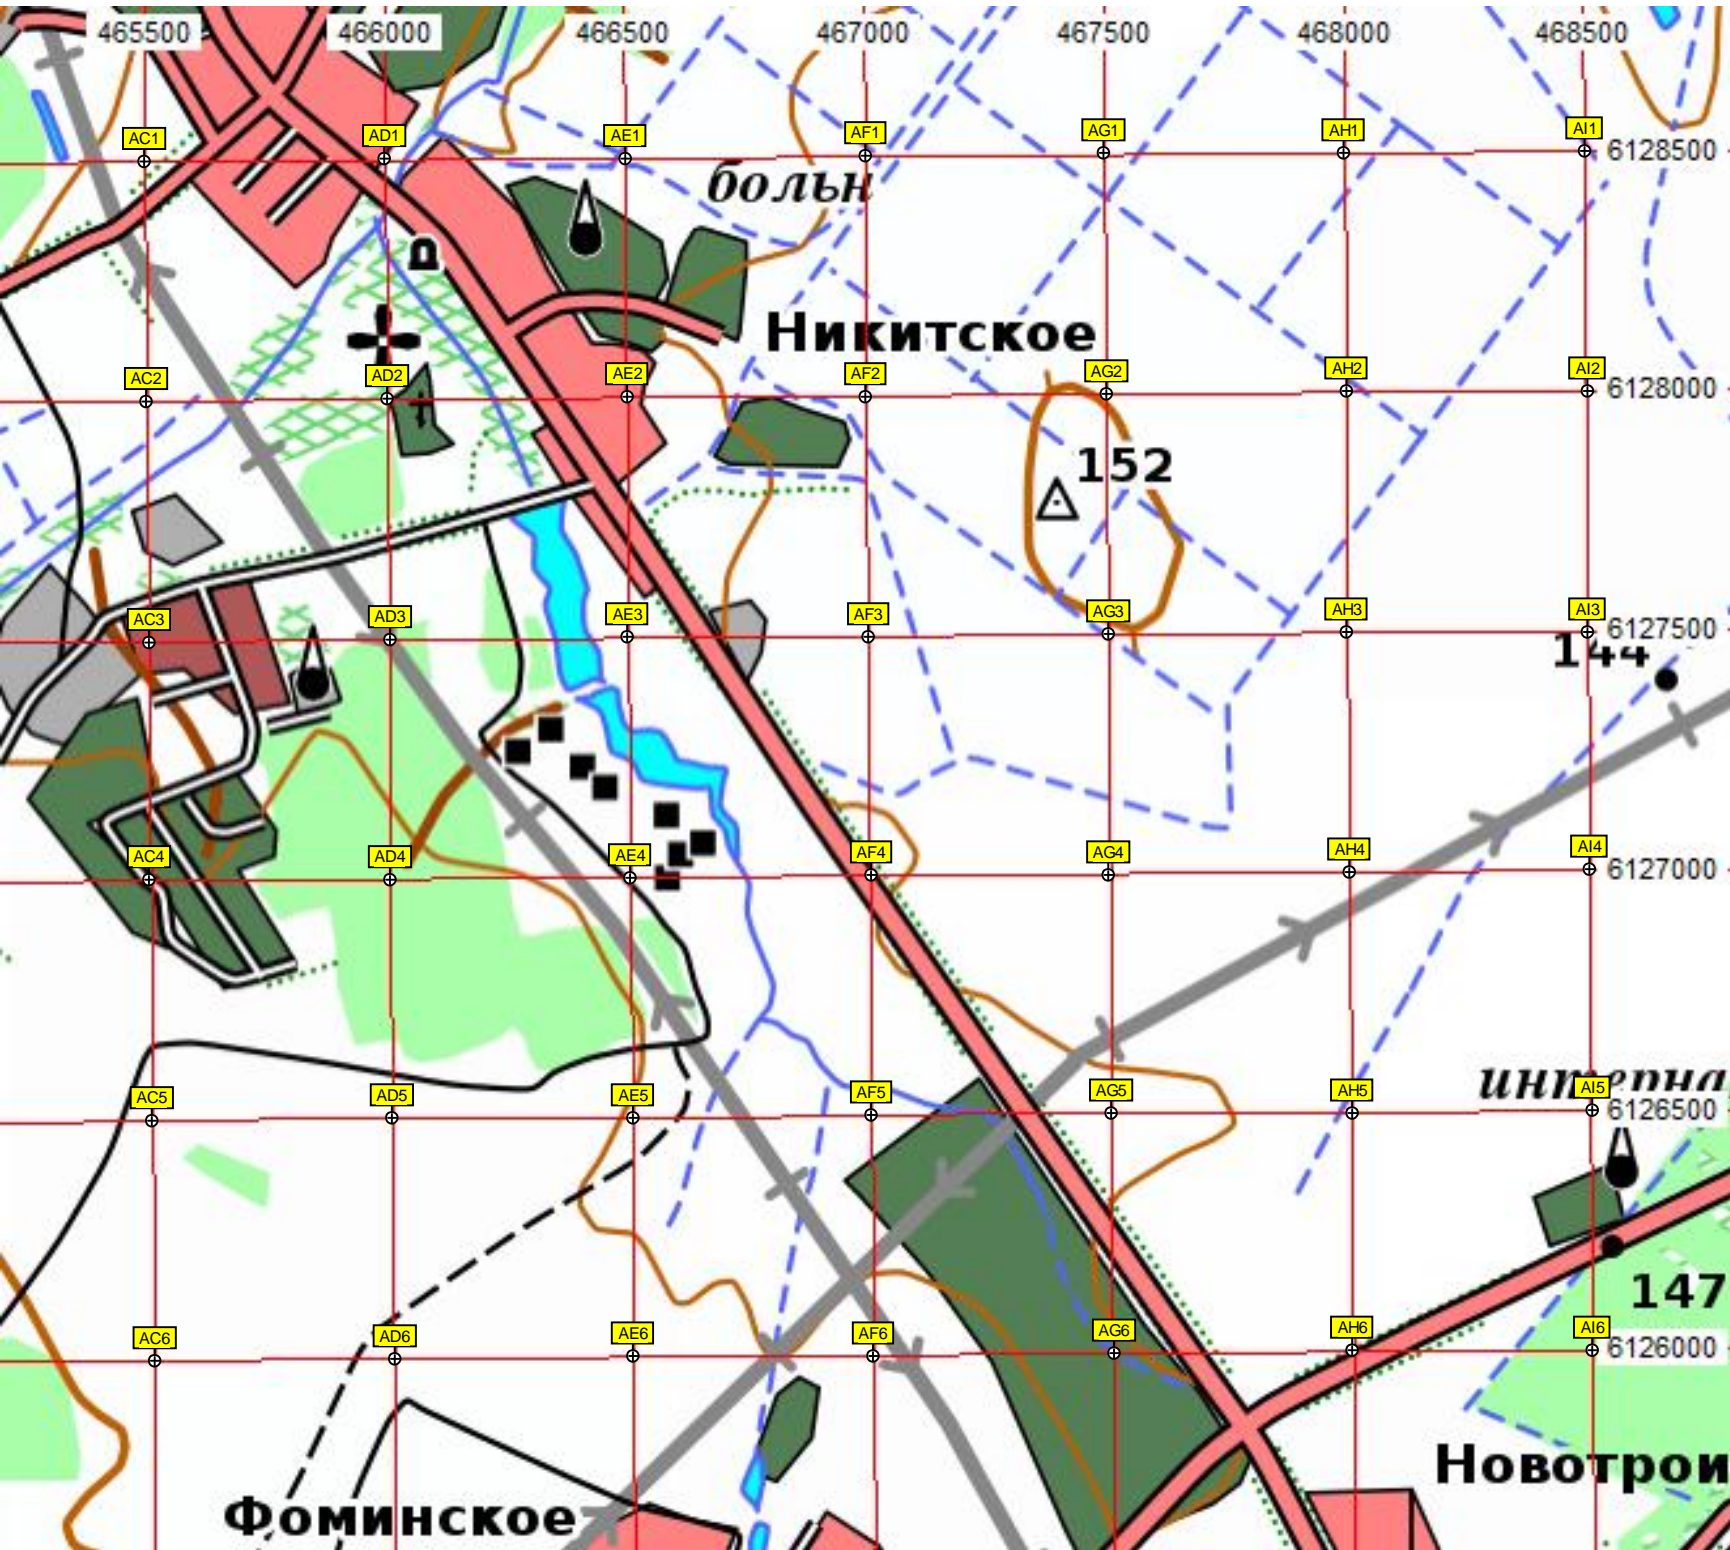 465500 466000 466500 467000 467500 468000 468500
AC1 AD1 AE1 AF1 AG1 AH1 AI1
6128500
больн
Никитское
AC2 AD2 AE2 AF2 AG2 AH2 AI2
6128000
152
AC3 AD3 AE3 AF3 AG3 AH3 AI3
6127500
144
AC4 AD4 AE4 AF4 AG4 AH4 AI4
6127000
интерна
AC5 AD5 AE5 AF5 AG5 AH5 AI5
6126500
147
AC6 AD6 AE6 AF6 AG6 AH6 AI6
6126000
Новотрои
Фоминское